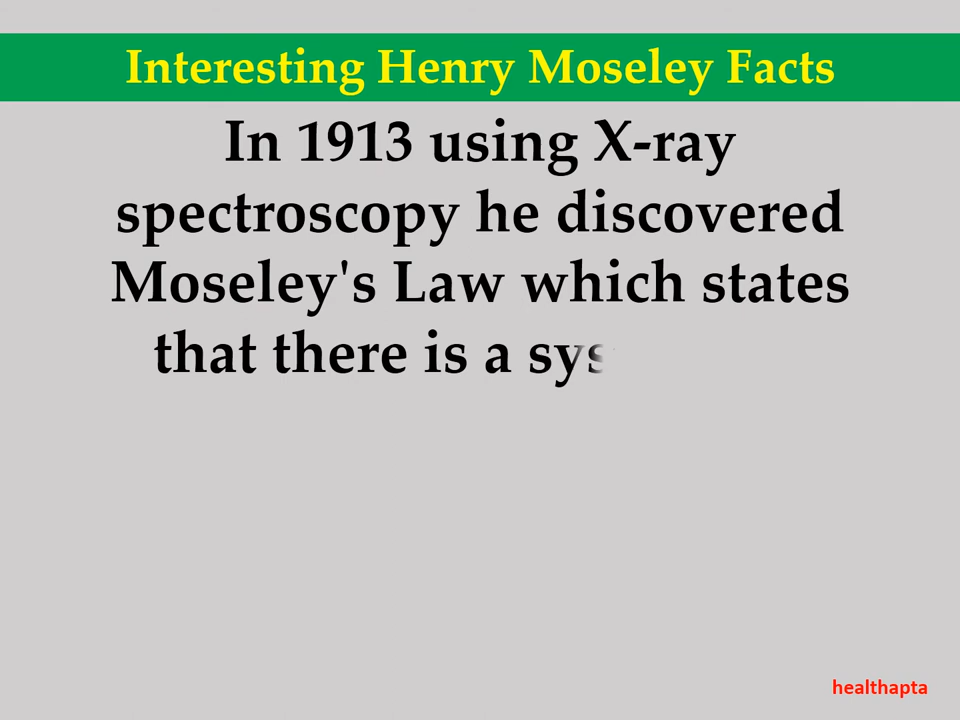 Interesting Henry Moseley Facts
In 1913 using X-ray
spectroscopy he discovered
Moseley's Law which states
that there is a
healthapta